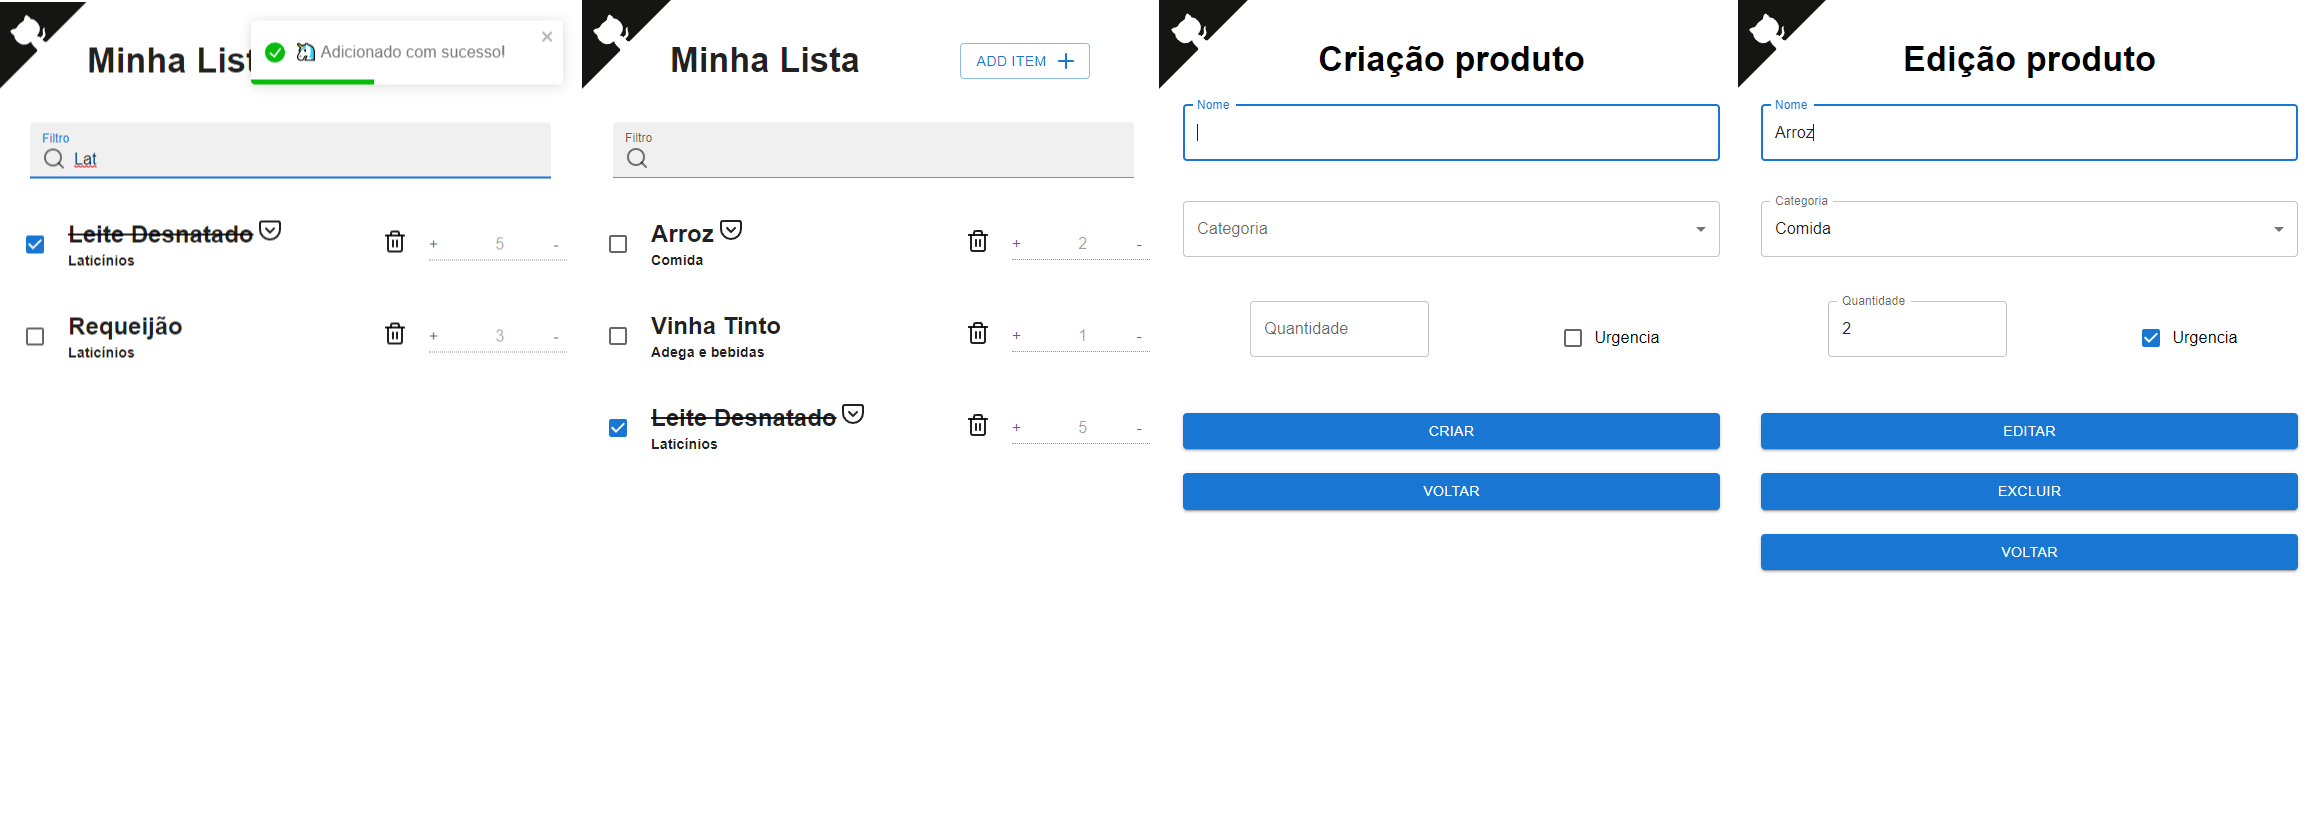 Minha List
🦄 Adicionado com sucesso!
×
Filtro
Lat
Leite Desnatado
Laticínios
+ 5 -
Requeijão
Laticínios
+ 3 -
Minha Lista
ADD ITEM +
Filtro
Arroz
Comida
+ 2 -
Vinha Tinto
Adega e bebidas
+ 1 -
Leite Desnatado
Laticínios
+ 5 -
Criação produto
Nome
Categoria
Quantidade
Urgencia
CRIAR
VOLTAR
Edição produto
Nome
Arroz
Categoria
Comida
Quantidade
2
Urgencia
EDITAR
EXCLUIR
VOLTAR